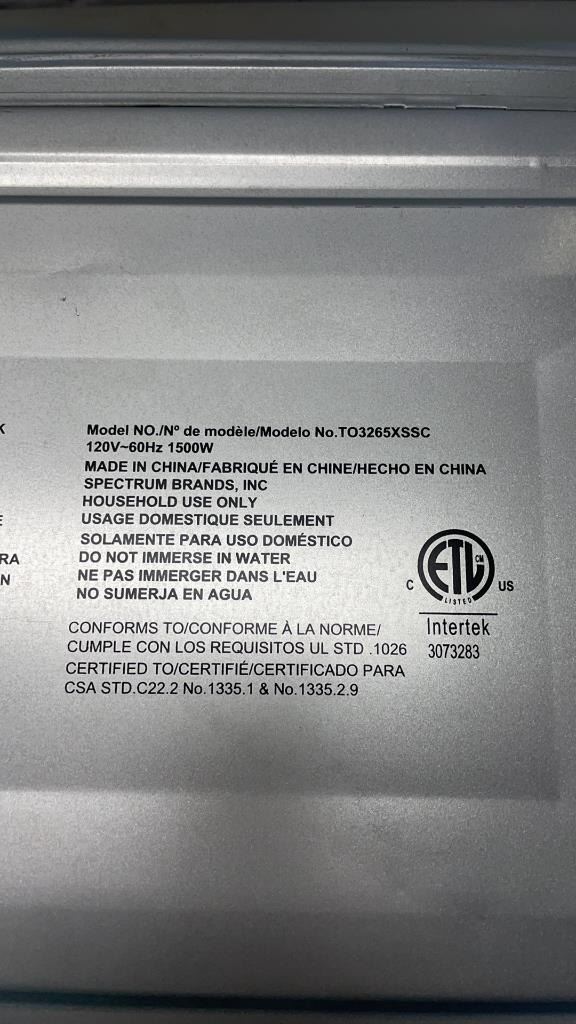 K
Model NO./Nº de modèle/Modelo No.TO3265XSSC
120V~60Hz 1500W
MADE IN CHINA/FABRIQUÉ EN CHINE/HECHO EN CHINA
SPECTRUM BRANDS, INC
HOUSEHOLD USE ONLY
E
USAGE DOMESTIQUE SEULEMENT
SOLAMENTE PARA USO DOMÉSTICO
RA
DO NOT IMMERSE IN WATER
N
NE PAS IMMERGER DANS L'EAU
NO SUMERJA EN AGUA
CONFORMS TO/CONFORME À LA NORME/
CUMPLE CON LOS REQUISITOS UL STD .1026
CERTIFIED TO/CERTIFIÉ/CERTIFICADO PARA
CSA STD.C22.2 No.1335.1 & No.1335.2.9
ETL CM
C US
LISTED
Intertek
3073283